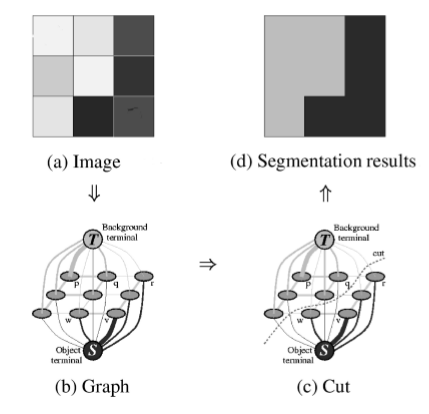 (a) Image
(d) Segmentation results
⇓
⇑
Background
terminal
T
p
q
r
w
v
Object
terminal
S
⇒
Background
terminal
T
cut
p
q
r
w
v
Object
terminal
S
(b) Graph
(c) Cut